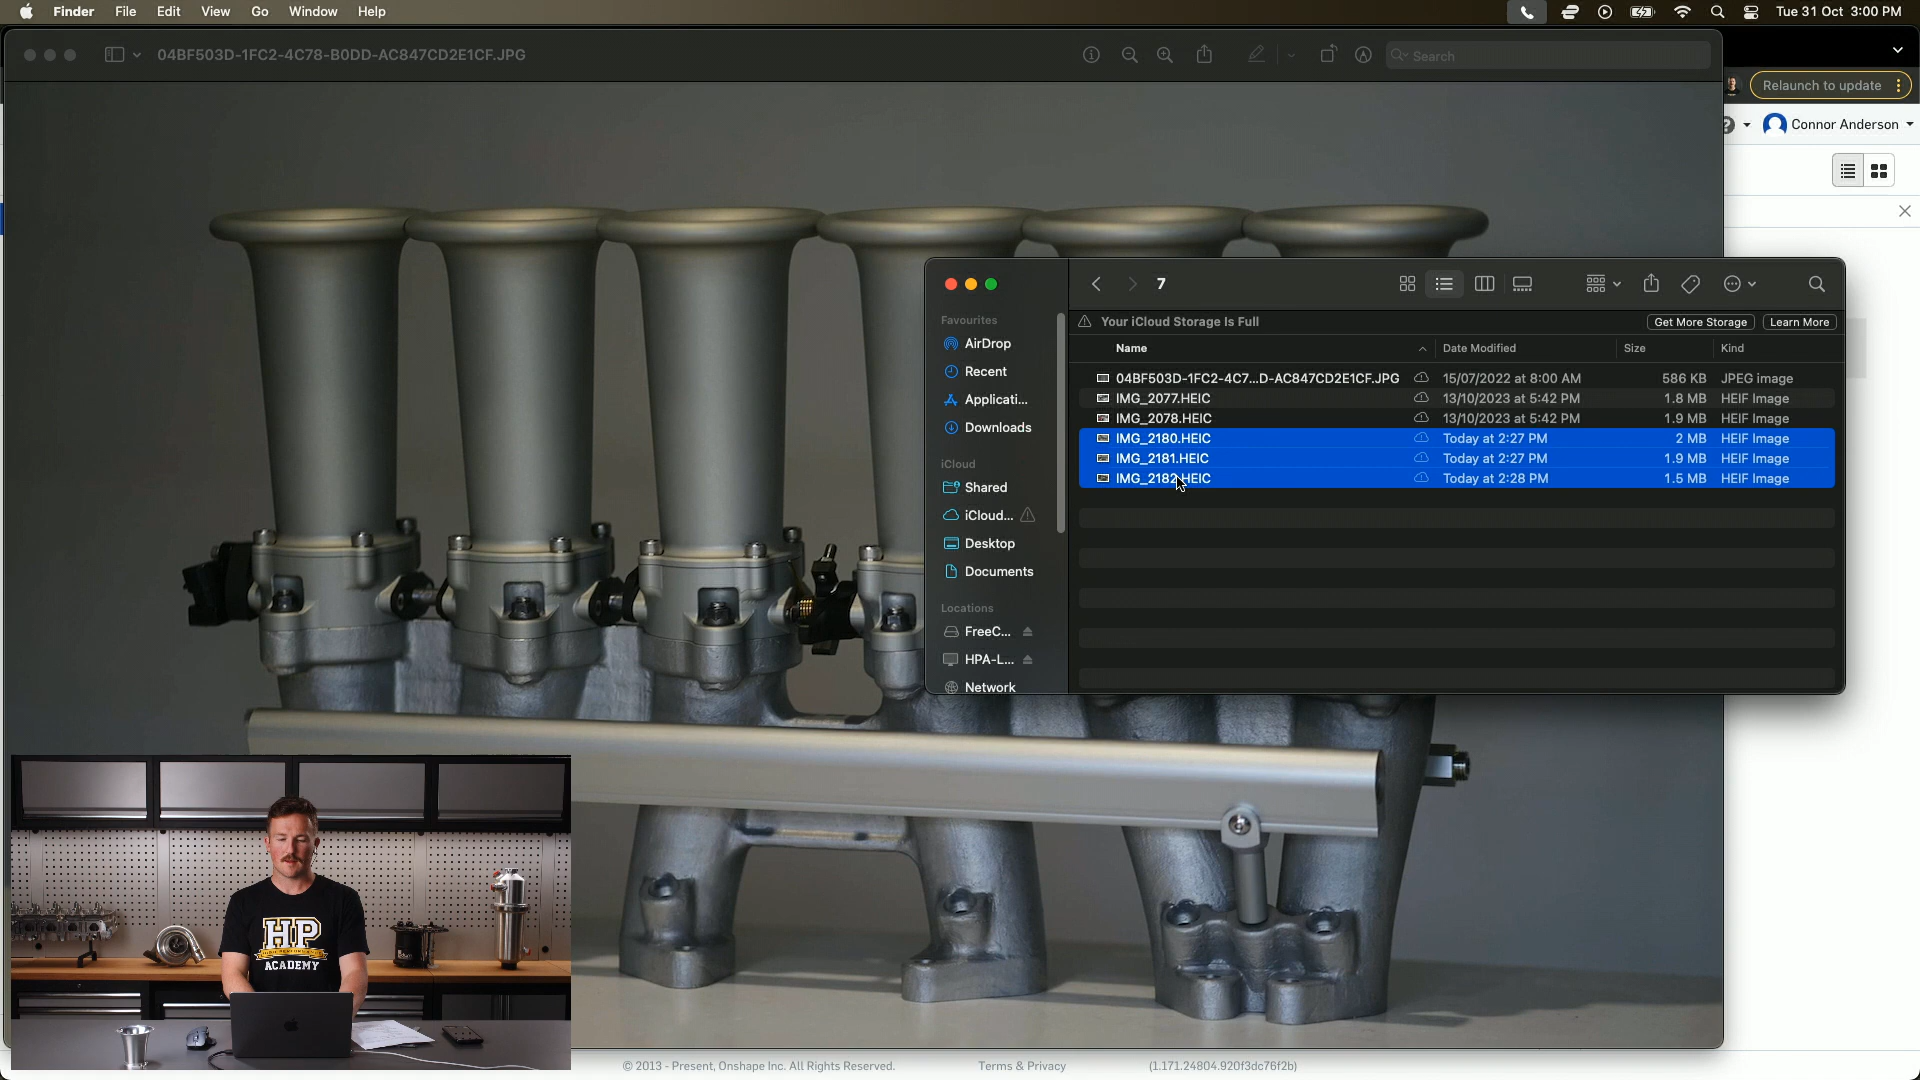 Finder File Edit View Go Window Help
Tue 31 Oct 3:00 PM
04BF503D-1FC2-4C78-B0DD-AC847CD2E1CF.JPG
Search
Relaunch to update
Connor Anderson
7
Your iCloud Storage Is Full
Get More Storage
Learn More
Name
Date Modified
Size
Kind
04BF503D-1FC2-4C7...D-AC847CD2E1CF.JPG 15/07/2022 at 8:00 AM 586 KB JPEG image
IMG_2077.HEIC 13/10/2023 at 5:42 PM 1.8 MB HEIF Image
IMG_2078.HEIC 13/10/2023 at 5:42 PM 1.9 MB HEIF Image
IMG_2180.HEIC Today at 2:27 PM 2 MB HEIF Image
IMG_2181.HEIC Today at 2:27 PM 1.9 MB HEIF Image
IMG_2182.HEIC Today at 2:28 PM 1.5 MB HEIF Image
Favourites
AirDrop
Recent
Applicati...
Downloads
iCloud
Shared
iCloud...
Desktop
Documents
Locations
FreeC...
HPA-L...
Network
HP
ACADEMY
© 2013 - Present, Onshape Inc. All Rights Reserved.
Terms & Privacy
(1.171.24804.920f3dc76f2b)